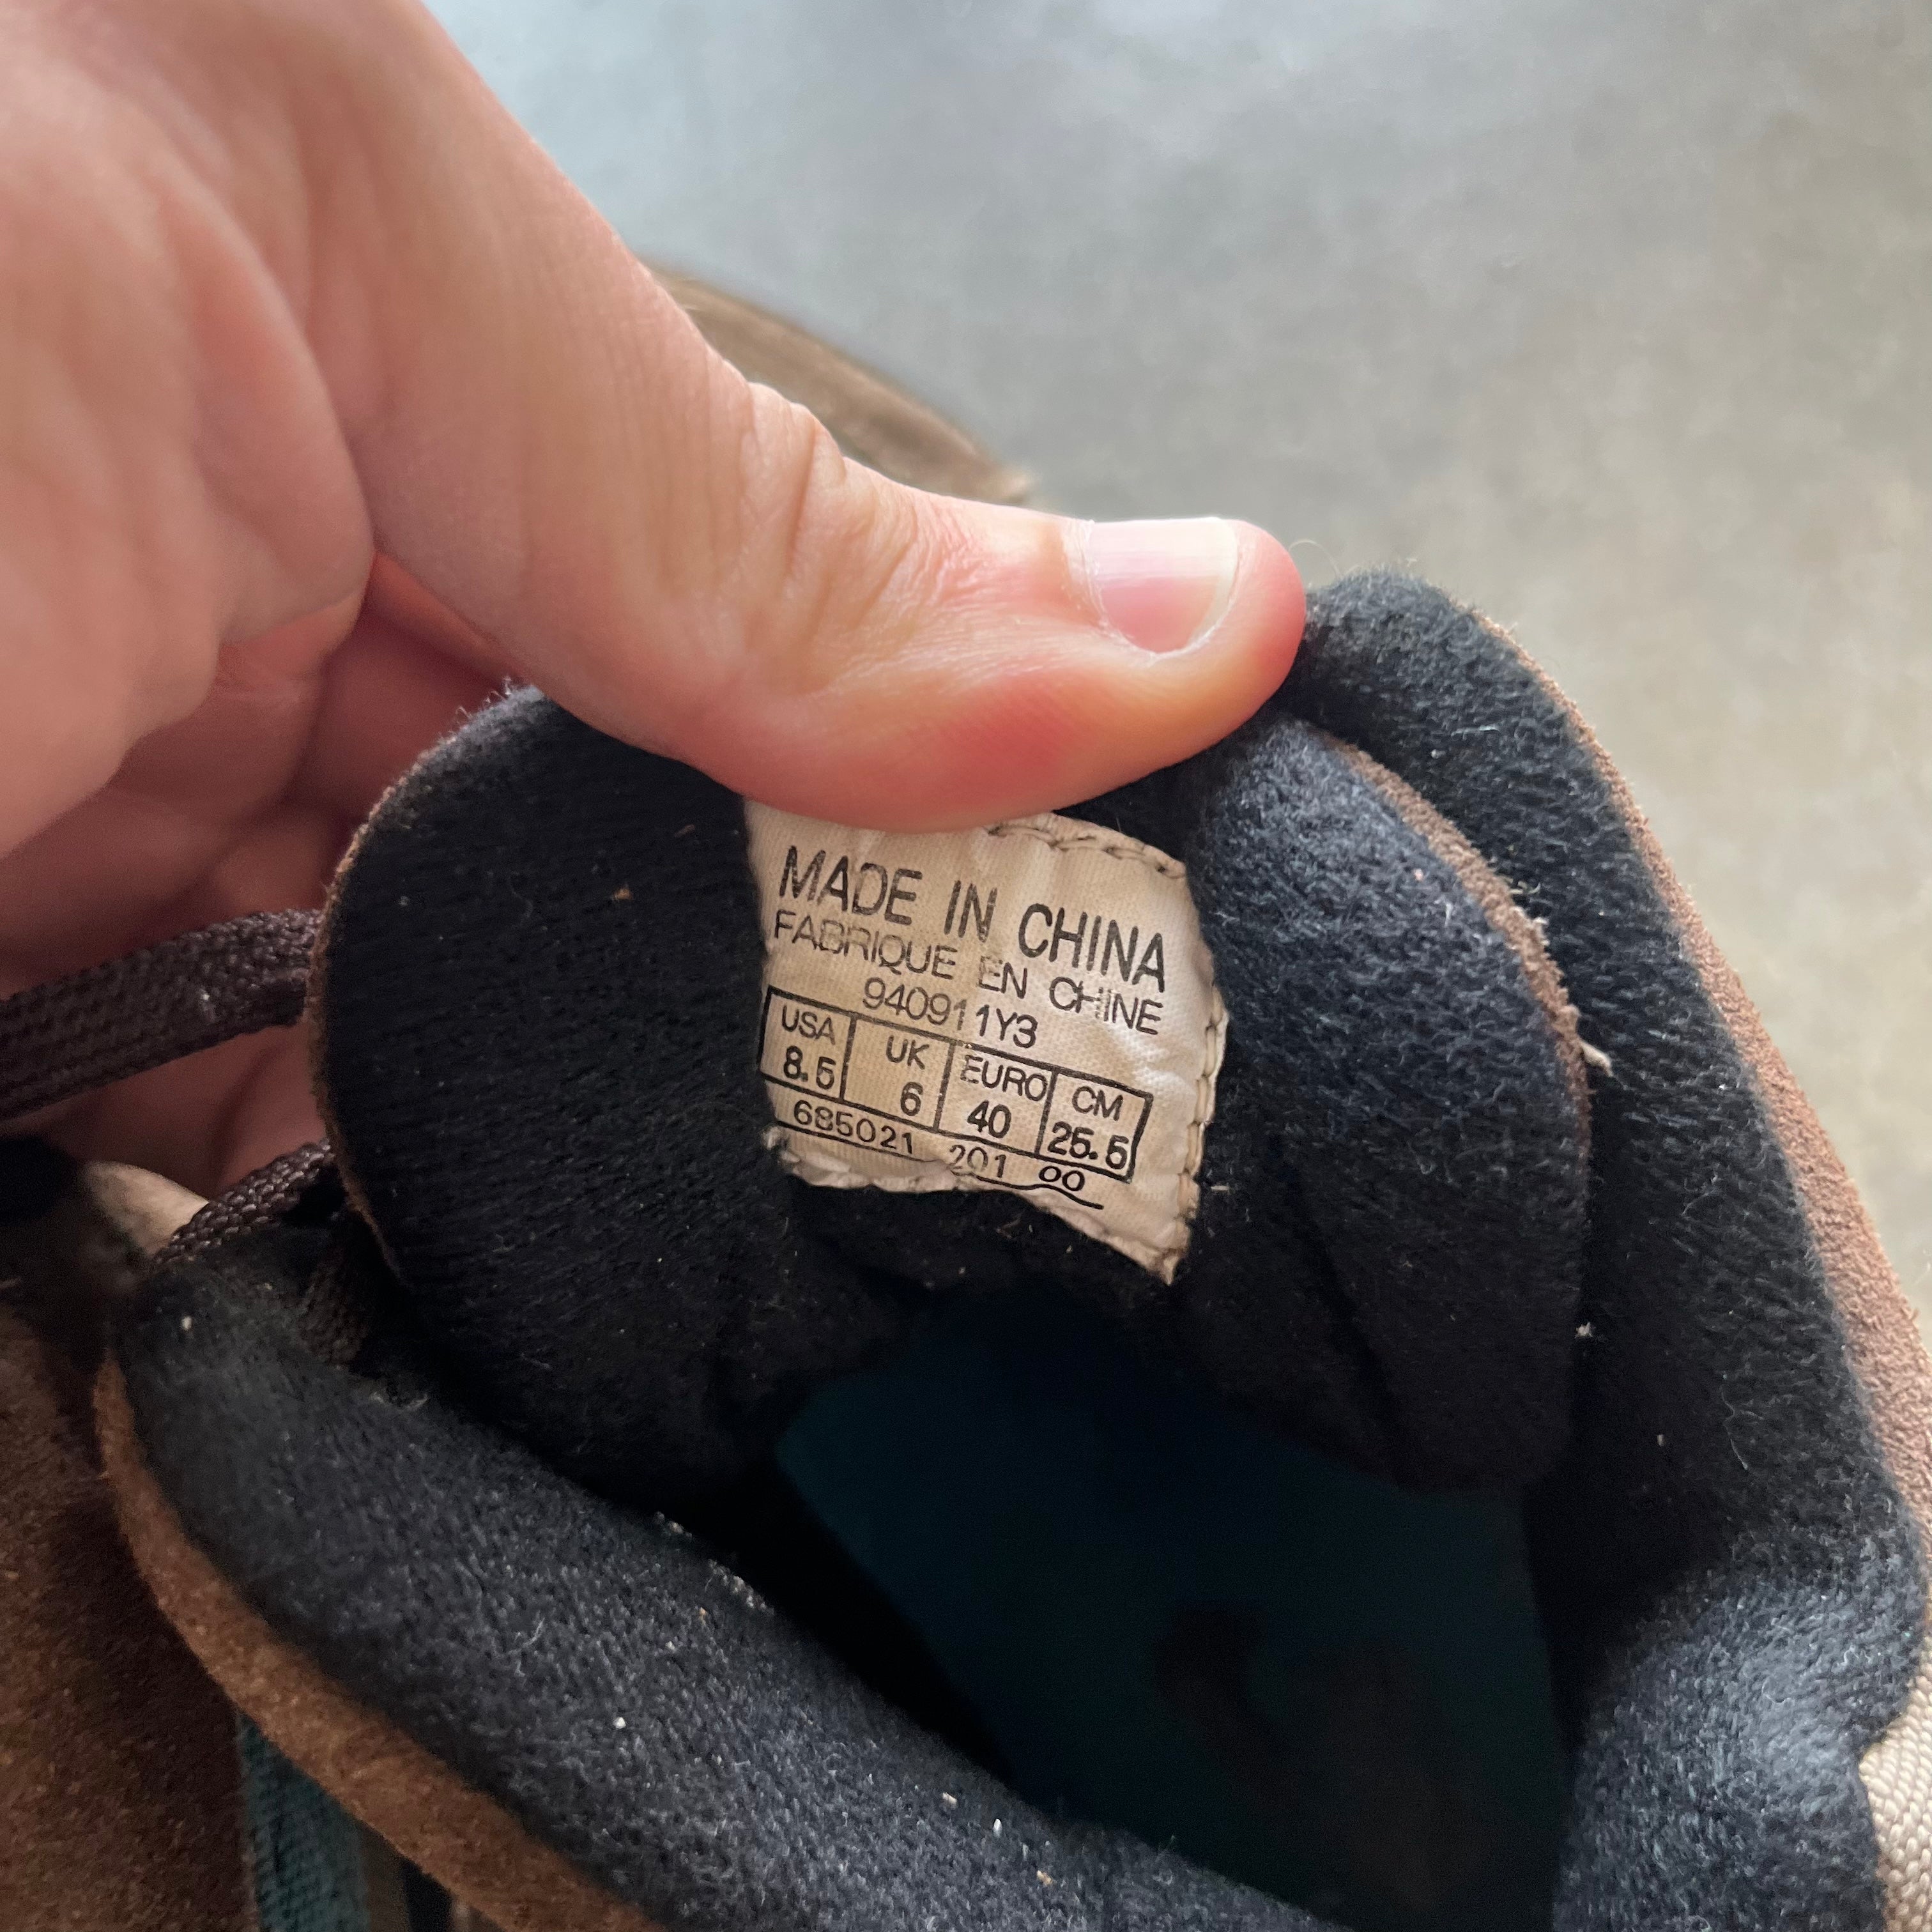 MADE IN CHINA
FABRIQUE EN CHINE
940911Y3
USA UK EURO CM
8.5 6 40 25.5
685021 201 00